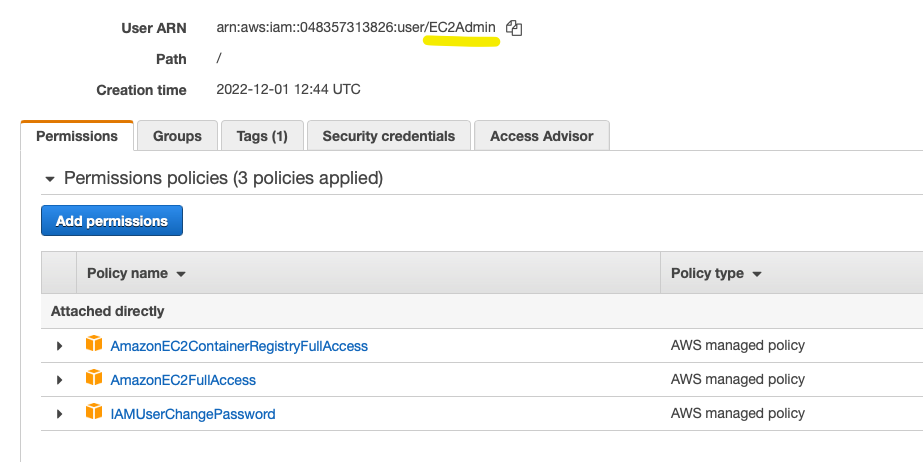 User ARN arn:aws:iam::048357313826:user/EC2Admin
Path /
Creation time 2022-12-01 12:44 UTC
Permissions Groups Tags (1) Security credentials Access Advisor
Permissions policies (3 policies applied)
Add permissions
Policy name Policy type
Attached directly
AmazonEC2ContainerRegistryFullAccess AWS managed policy
AmazonEC2FullAccess AWS managed policy
IAMUserChangePassword AWS managed policy